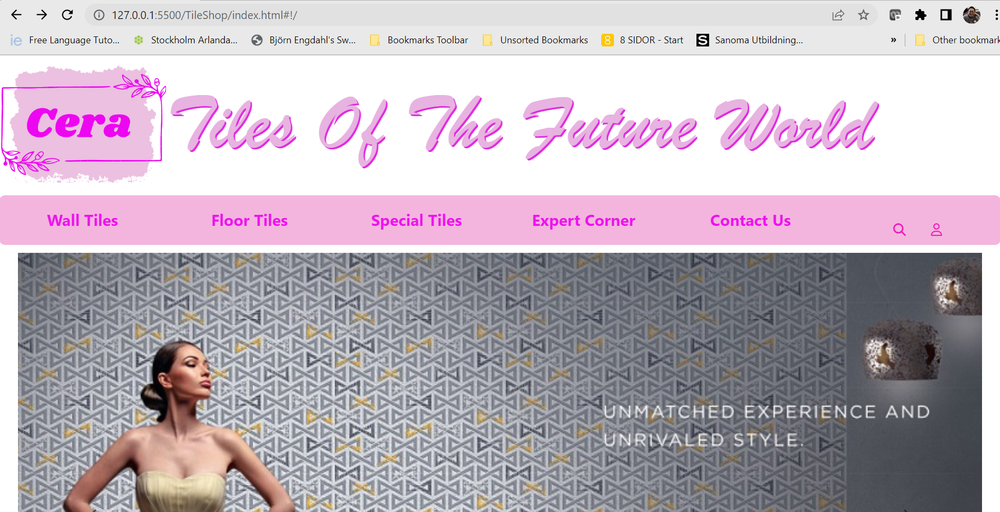 127.0.0.1:5500/TileShop/index.html#!/
ie Free Language Tuto... Stockholm Arlanda... Björn Engdahl's Sw... Bookmarks Toolbar Unsorted Bookmarks 8 8 SIDOR - Start S Sanoma Utbildning... » Other bookmark
Cera
Tiles Of The Future World
Wall Tiles Floor Tiles Special Tiles Expert Corner Contact Us
UNMATCHED EXPERIENCE AND
UNRIVALED STYLE.